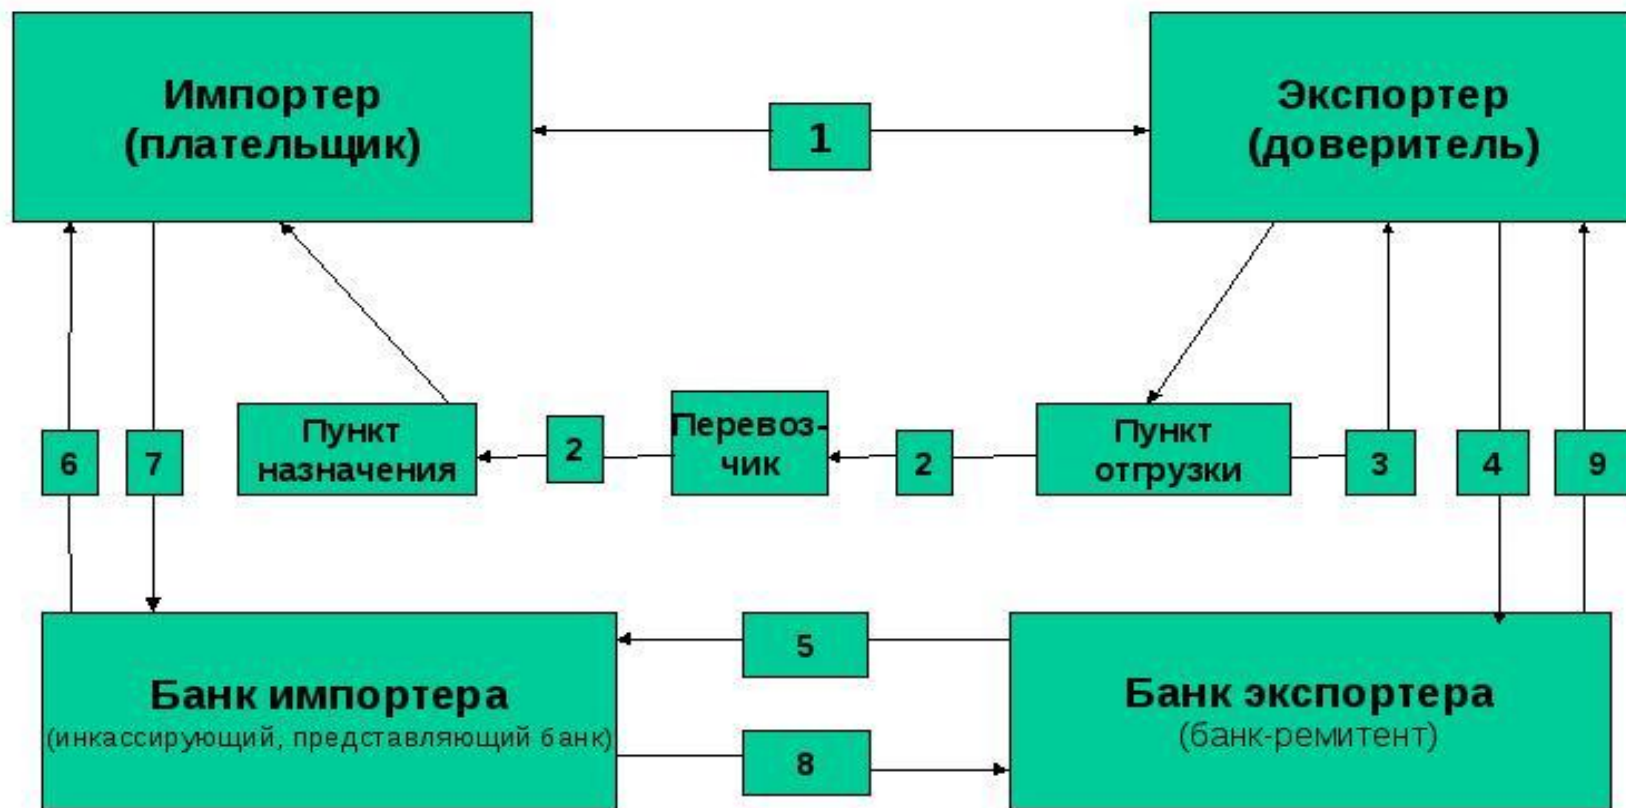 Импортер
(плательщик)
1
Экспортер
(доверитель)
6
7
Пункт
назначения
2
Перевоз-
чик
2
Пункт
отгрузки
3
4
9
Банк импортера
(инкассирующий, представляющий банк)
5
8
Банк экспортера
(банк-ремитент)